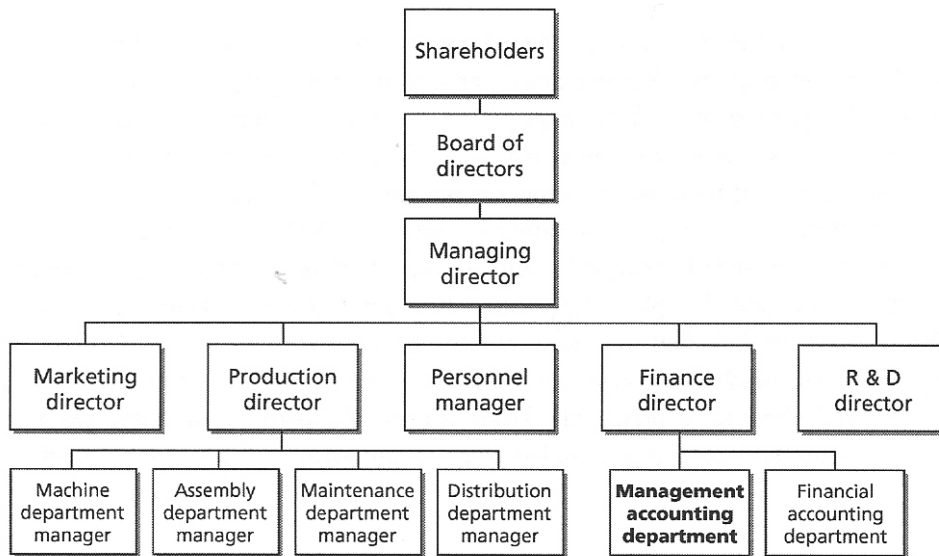 Shareholders
Board of
directors
Managing
director
Marketing
director
Production
director
Personnel
manager
Finance
director
R & D
director
Machine
department
manager
Assembly
department
manager
Maintenance
department
manager
Distribution
department
manager
Management
accounting
department
Financial
accounting
department